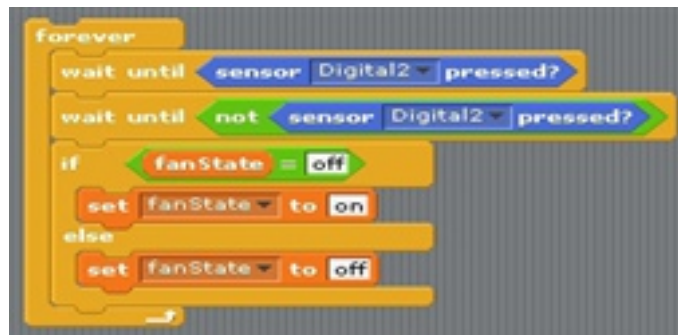 forever
wait until sensor Digital2 pressed?
wait until not sensor Digital2 pressed?
if fanState = off
set fanState to on
else
set fanState to off